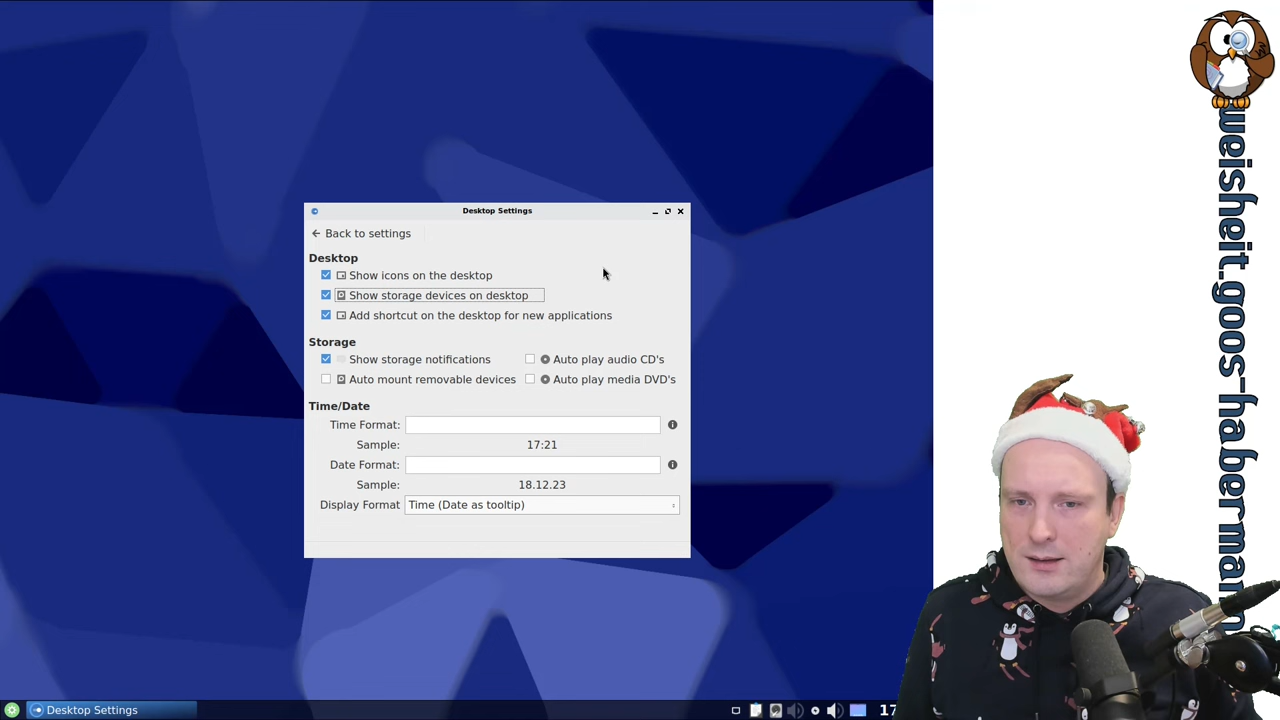 Desktop Settings
Back to settings
Desktop
Show icons on the desktop
Show storage devices on desktop
Add shortcut on the desktop for new applications
Storage
Show storage notifications
Auto play audio CD's
Auto mount removable devices
Auto play media DVD's
Time/Date
Time Format:
Sample:
17:21
Date Format:
Sample:
18.12.23
Display Format
Time (Date as tooltip)
Desktop Settings
17
weisheit.goos-habermann